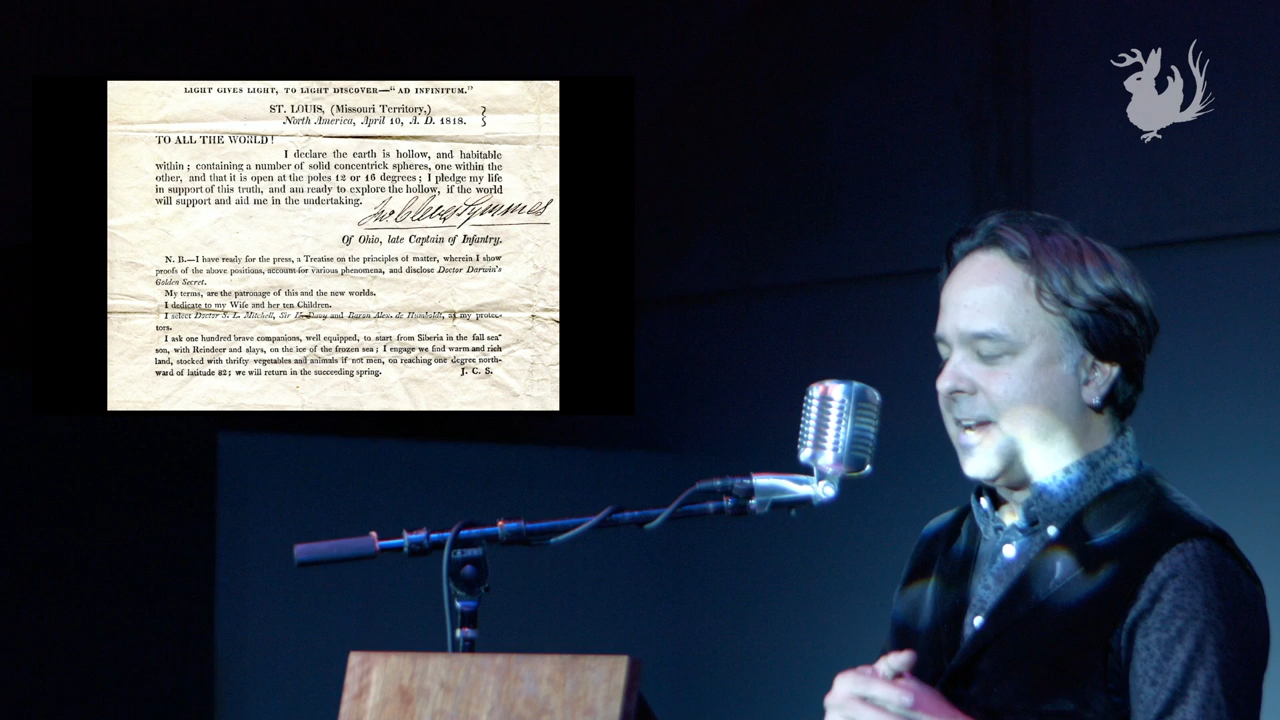 LIGHT GIVES LIGHT, TO LIGHT DISCOVER—"AD INFINITUM."
ST. LOUIS, (Missouri Territory,)
North America, April 10, A. D. 1818.
TO ALL THE WORLD!
I declare the earth is hollow, and habitable
within; containing a number of solid concentrick spheres, one within the
other, and that it is open at the poles 12 or 16 degrees; I pledge my life
in support of this truth, and am ready to explore the hollow, if the world
will support and aid me in the undertaking.
Jno. Cleves Symmes
Of Ohio, late Captain of Infantry.
N. B.—I have ready for the press, a Treatise on the principles of matter, wherein I show
proofs of the above positions, account for various phenomena, and disclose Doctor Darwin's
Golden Secret.
My terms, are the patronage of this and the new worlds.
I dedicate to my Wife and her ten Children.
I select Doctor S. L. Mitchell, Sir H. Davy and Baron Alex. de Humboldt, as my protec-
tors.
I ask one hundred brave companions, well equipped, to start from Siberia in the fall sea-
son, with Reindeer and slays, on the ice of the frozen sea; I engage we find warm and rich
land, stocked with thrifty vegetables and animals if not men, on reaching one degree north-
ward of latitude 82; we will return in the succeeding spring.
J. C. S.